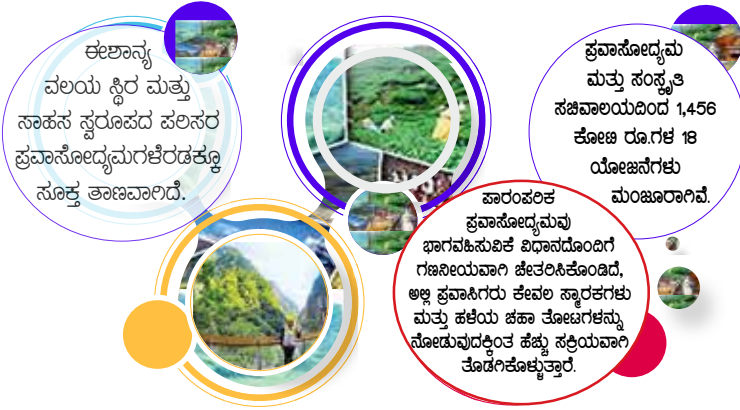 ಈಶಾನ್ಯ
ವಲಯ ಸ್ಥಿರ ಮತ್ತು
ಸಾಹಸ ಸ್ವರೂಪದ ಪರಿಸರ
ಪ್ರವಾಸೋದ್ಯಮಗಳೆರಡಕ್ಕೂ
ಸೂಕ್ತ ತಾಣವಾಗಿದೆ.
ಪ್ರವಾಸೋದ್ಯಮ
ಮತ್ತು ಸಂಸ್ಕೃತಿ
ಸಚಿವಾಲಯದಿಂದ 1,456
ಕೋಟಿ ರೂ.ಗಳ 18
ಯೋಜನೆಗಳು
ಮಂಜೂರಾಗಿವೆ.
ಪಾರಂಪರಿಕ
ಪ್ರವಾಸೋದ್ಯಮವು
ಭಾಗವಹಿಸುವಿಕೆ ವಿಧಾನದೊಂದಿಗೆ
ಗಣನೀಯವಾಗಿ ಚೇತರಿಸಿಕೊಂಡಿದೆ,
ಅಲ್ಲಿ ಪ್ರವಾಸಿಗರು ಕೇವಲ ಸ್ಮಾರಕಗಳು
ಮತ್ತು ಹಳೆಯ ಚಹಾ ತೋಟಗಳನ್ನು
ನೋಡುವುದಕ್ಕಿಂತ ಹೆಚ್ಚು ಸಕ್ರಿಯವಾಗಿ
ತೊಡಗಿಕೊಳ್ಳುತ್ತಾರೆ.